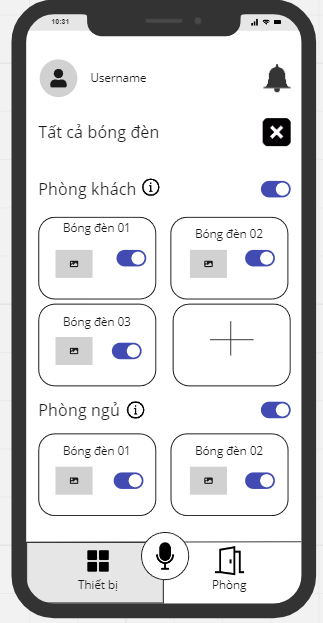 10:31
Username
Tất cả bóng đèn
Phòng khách
Bóng đèn 01
Bóng đèn 02
Bóng đèn 03
Phòng ngủ
Bóng đèn 01
Bóng đèn 02
Thiết bị
Phòng